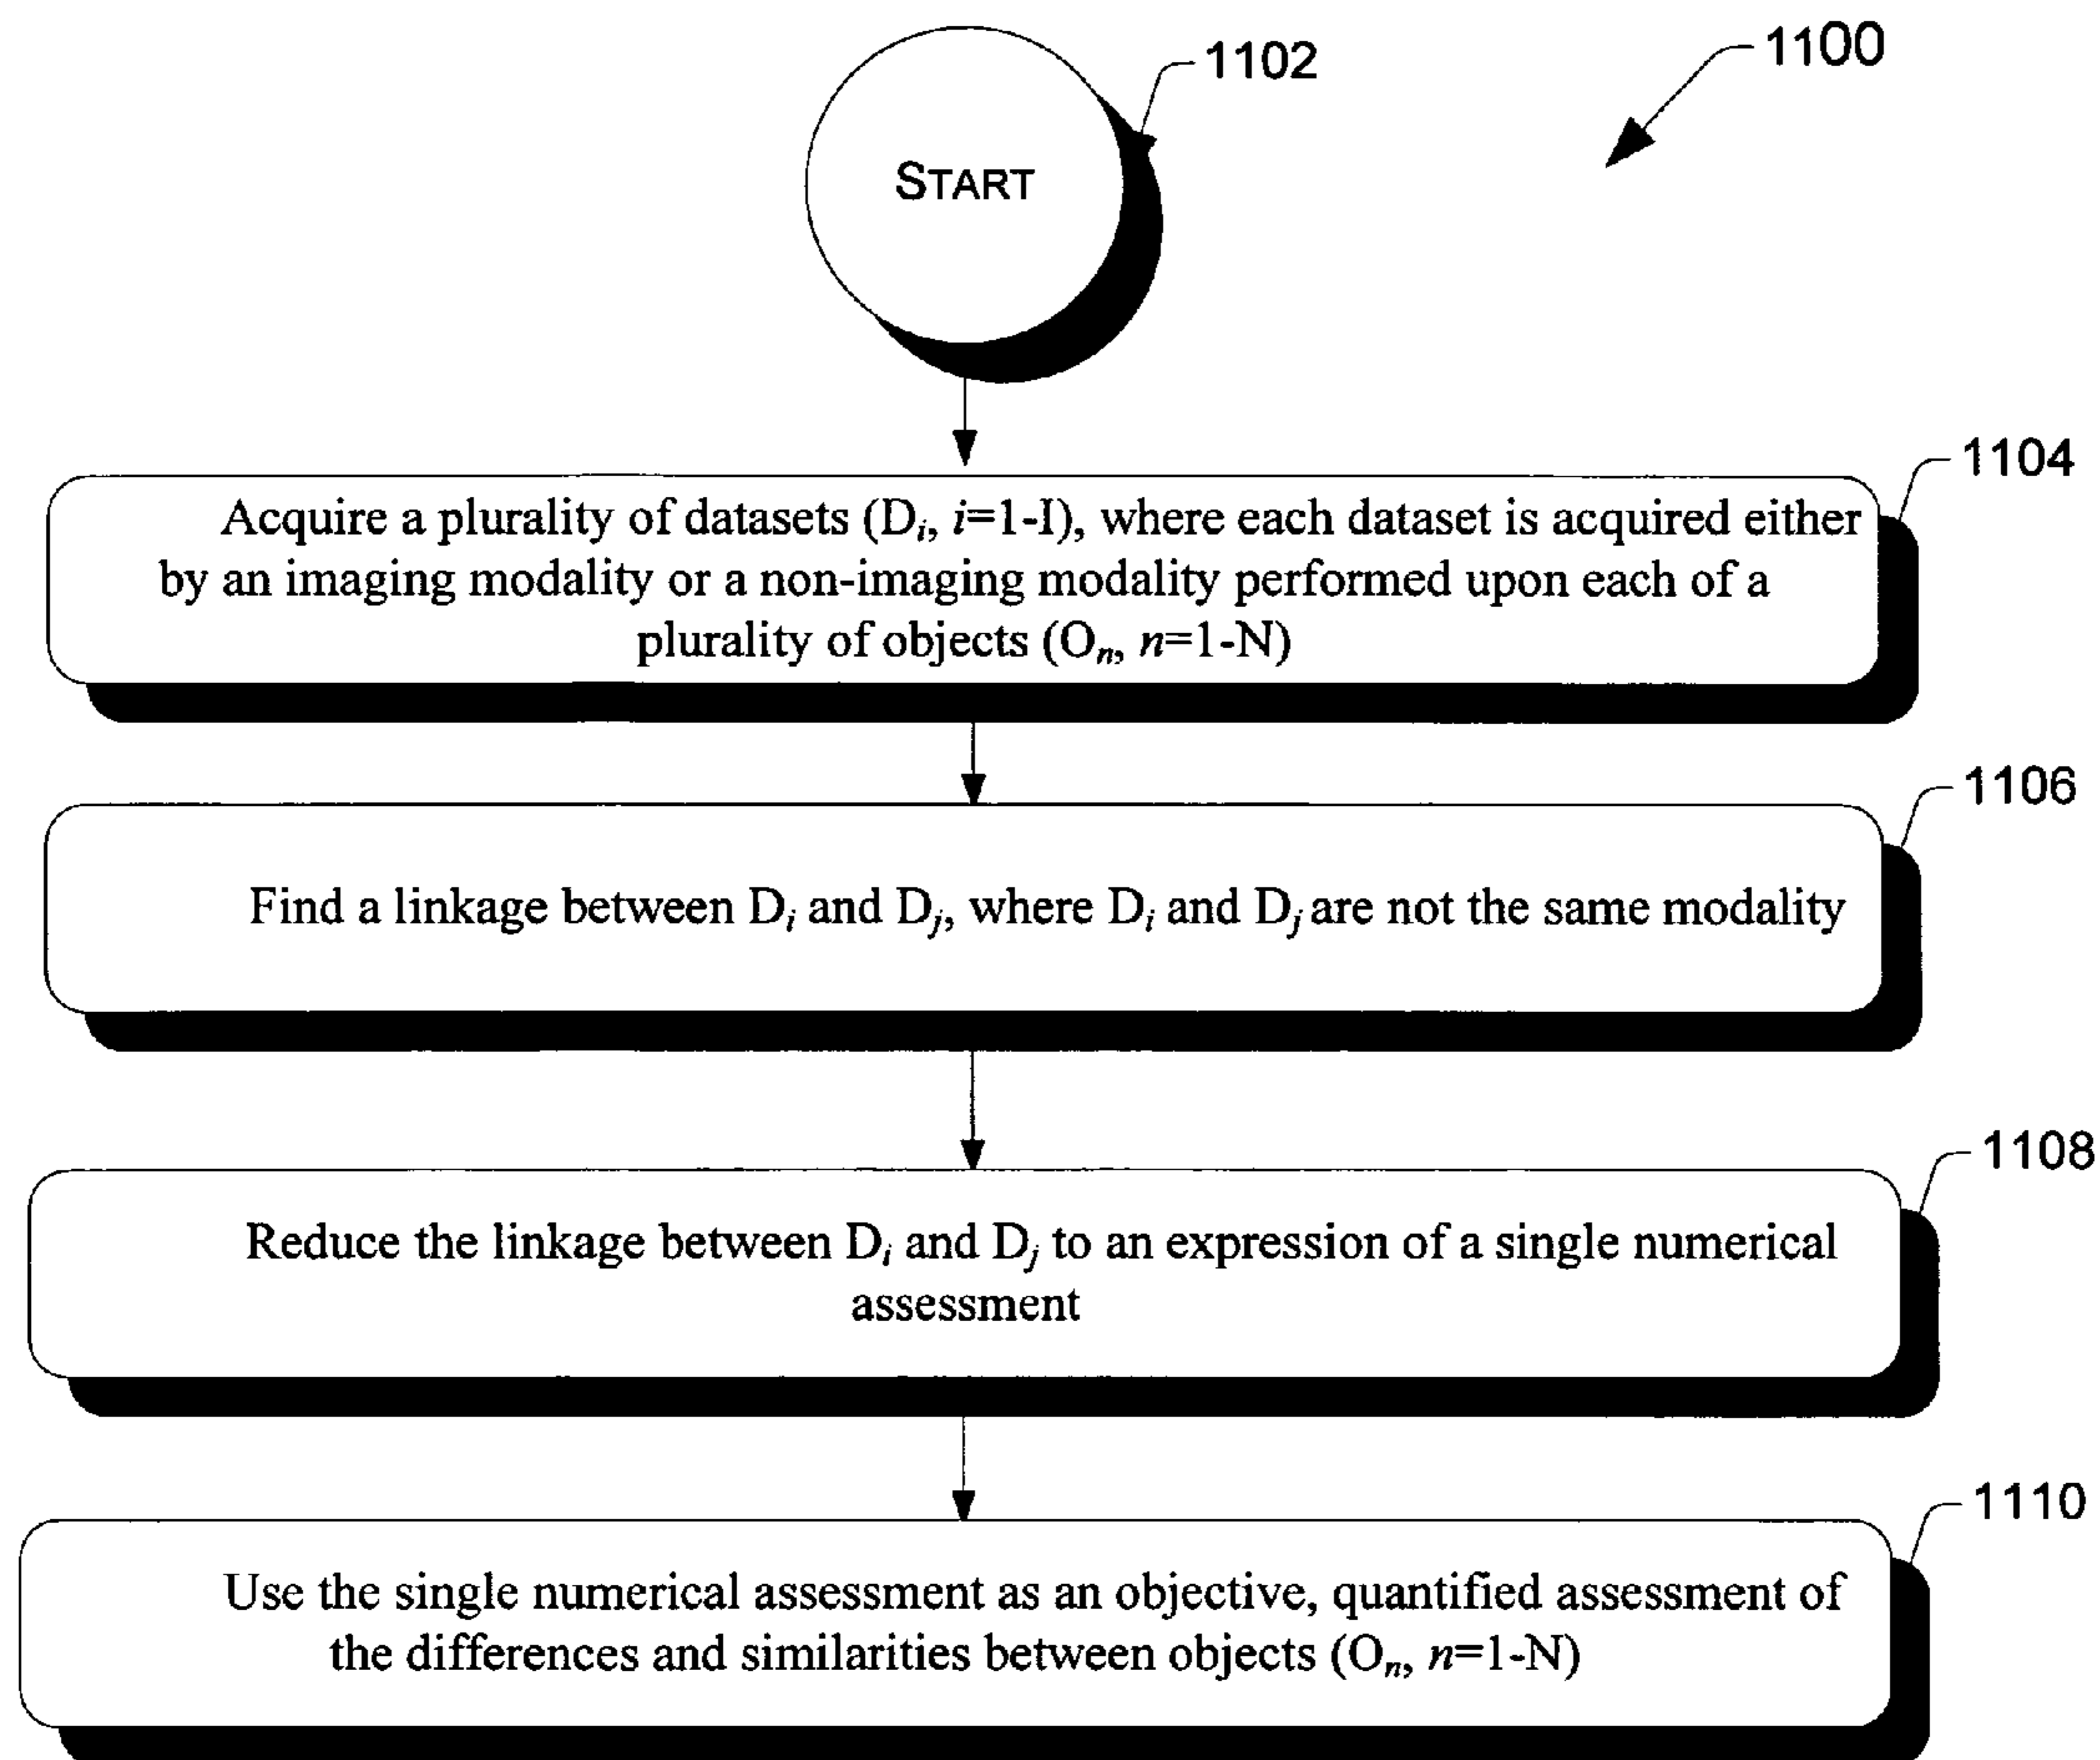 1100
1102
START
1104
Acquire a plurality of datasets (Di, i=1-I), where each dataset is acquired either
by an imaging modality or a non-imaging modality performed upon each of a
plurality of objects (On, n=1-N)
1106
Find a linkage between Di and Dj, where Di and Dj are not the same modality
1108
Reduce the linkage between Di and Dj to an expression of a single numerical
assessment
1110
Use the single numerical assessment as an objective, quantified assessment of
the differences and similarities between objects (On, n=1-N)